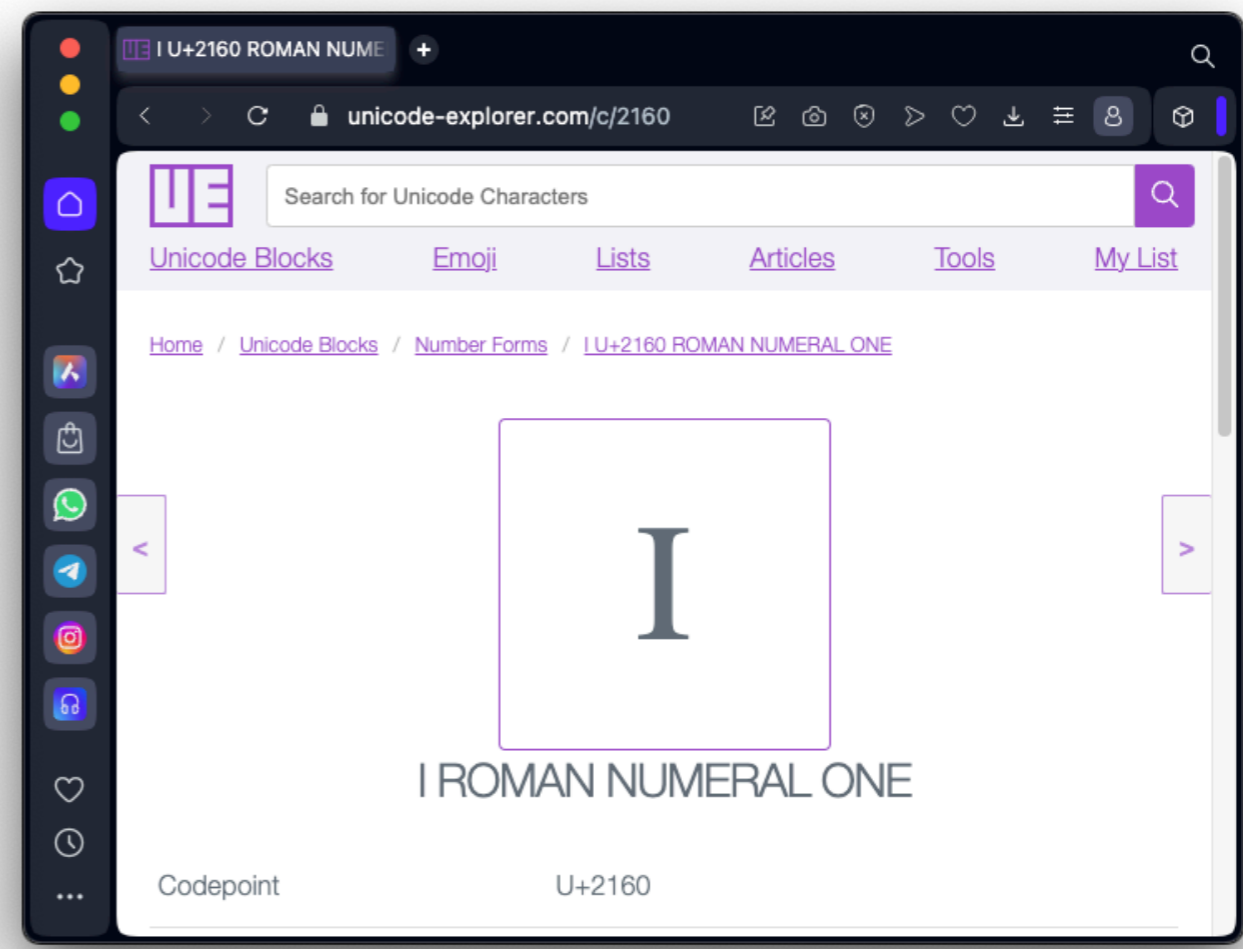 UE Ⅰ U+2160 ROMAN NUME
unicode-explorer.com/c/2160
UE Search for Unicode Characters
Unicode Blocks Emoji Lists Articles Tools My List
Home / Unicode Blocks / Number Forms / Ⅰ U+2160 ROMAN NUMERAL ONE
Ⅰ
< >
Ⅰ ROMAN NUMERAL ONE
Codepoint U+2160